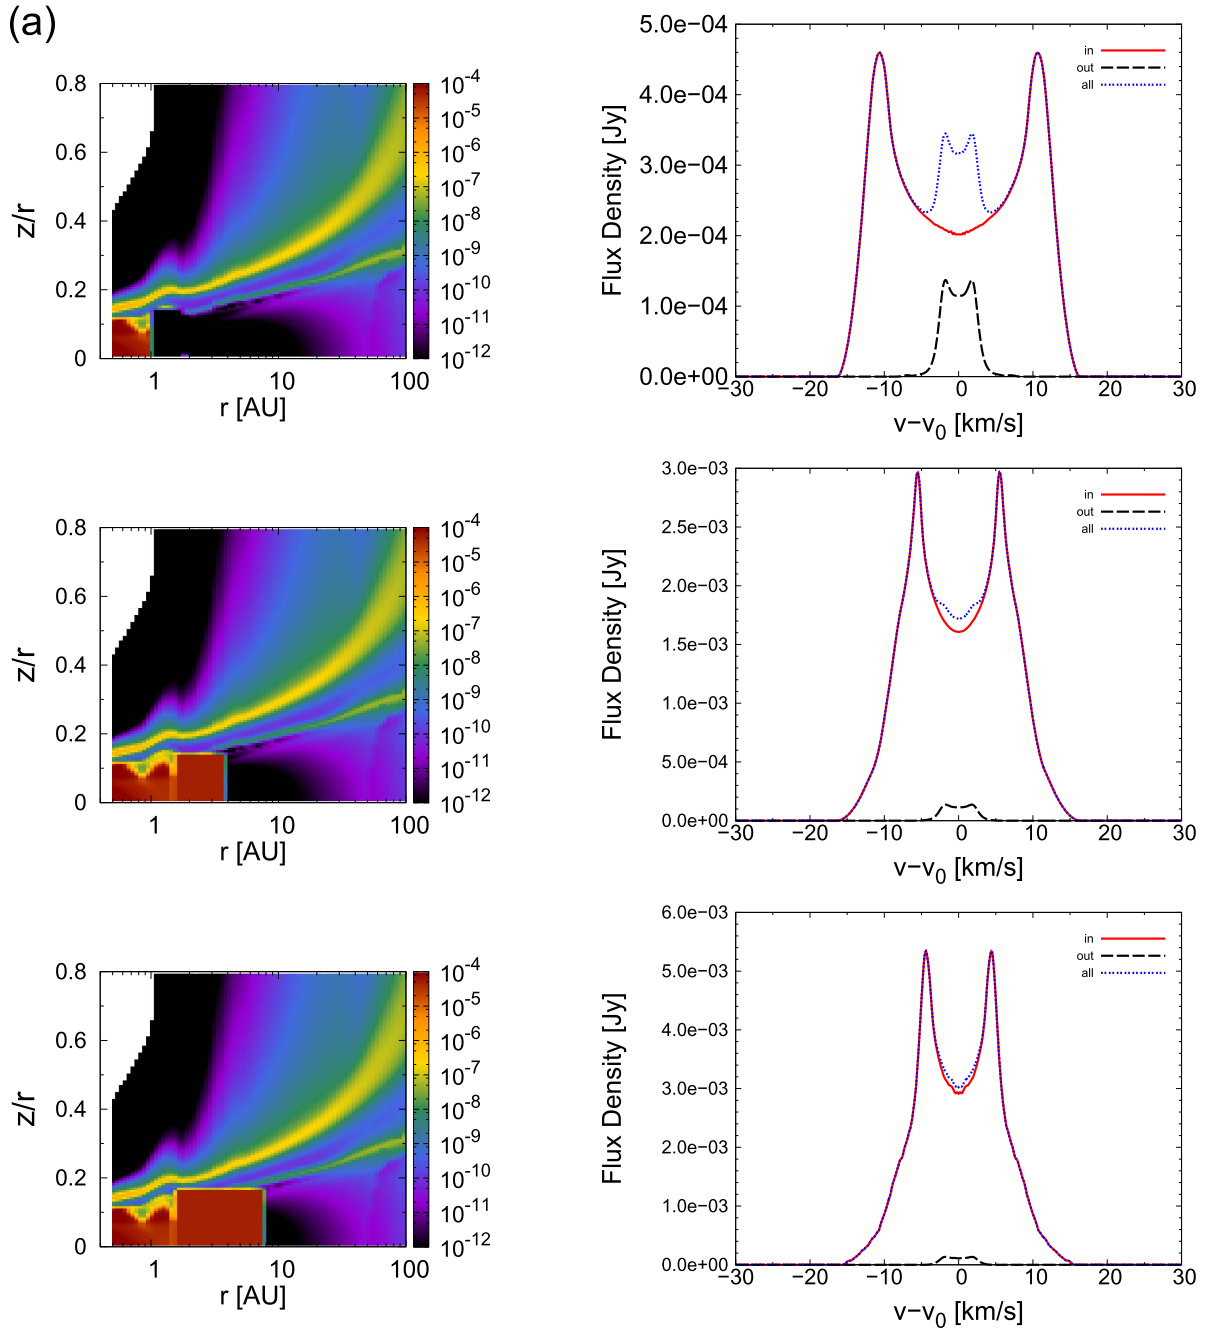 (a)
z/r
0.8
0.6
0.4
0.2
0
1 10 100
r [AU]
10-4
10-5
10-6
10-7
10-8
10-9
10-10
10-11
10-12
Flux Density [Jy]
5.0e−04
4.0e−04
3.0e−04
2.0e−04
1.0e−04
0.0e+00
−30 −20 −10 0 10 20 30
v−v0 [km/s]
in
out
all
z/r
0.8
0.6
0.4
0.2
0
1 10 100
r [AU]
10-4
10-5
10-6
10-7
10-8
10-9
10-10
10-11
10-12
Flux Density [Jy]
3.0e−03
2.5e−03
2.0e−03
1.5e−03
1.0e−03
5.0e−04
0.0e+00
−30 −20 −10 0 10 20 30
v−v0 [km/s]
in
out
all
z/r
0.8
0.6
0.4
0.2
0
1 10 100
r [AU]
10-4
10-5
10-6
10-7
10-8
10-9
10-10
10-11
10-12
Flux Density [Jy]
6.0e−03
5.0e−03
4.0e−03
3.0e−03
2.0e−03
1.0e−03
0.0e+00
−30 −20 −10 0 10 20 30
v−v0 [km/s]
in
out
all